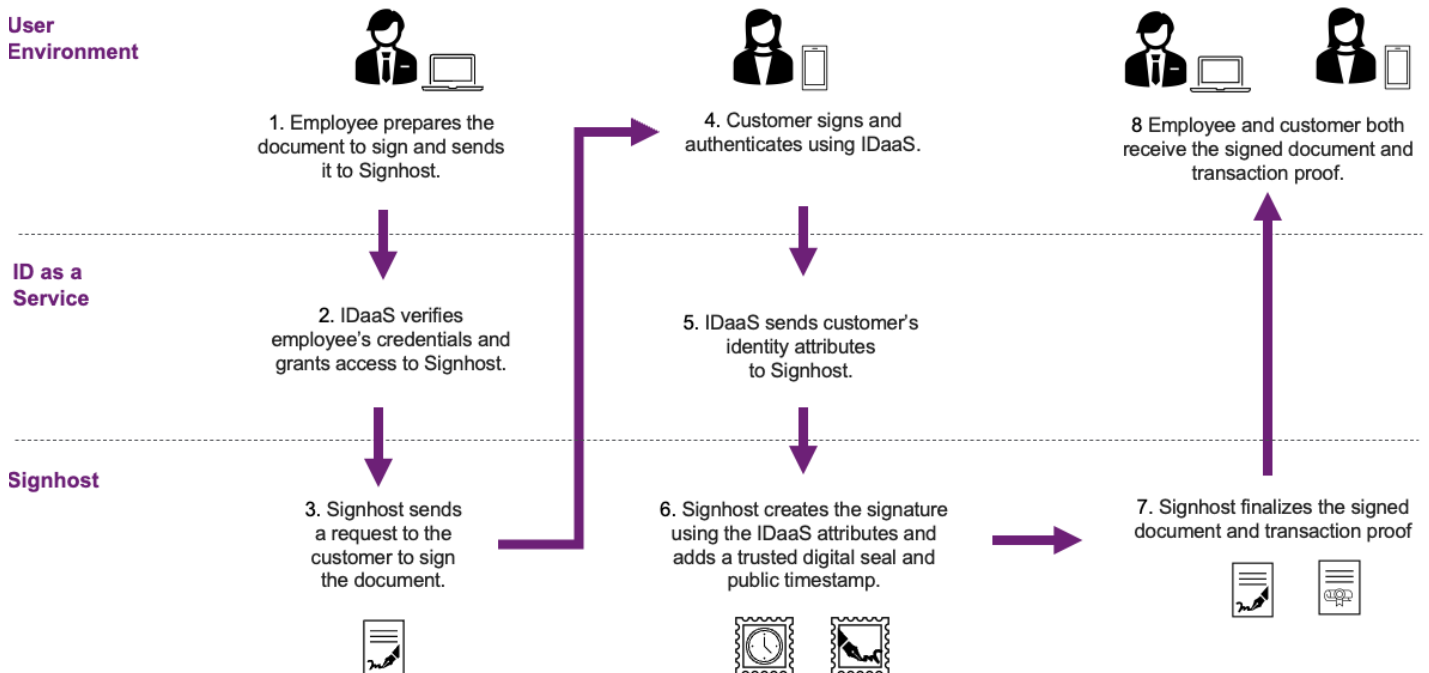 User
Environment
1. Employee prepares the
document to sign and sends
it to Signhost.
4. Customer signs and
authenticates using IDaaS.
8 Employee and customer both
receive the signed document and
transaction proof.
ID as a
Service
2. IDaaS verifies
employee's credentials and
grants access to Signhost.
5. IDaaS sends customer's
identity attributes
to Signhost.
Signhost
3. Signhost sends
a request to the
customer to sign
the document.
6. Signhost creates the signature
using the IDaaS attributes and
adds a trusted digital seal and
public timestamp.
7. Signhost finalizes the signed
document and transaction proof